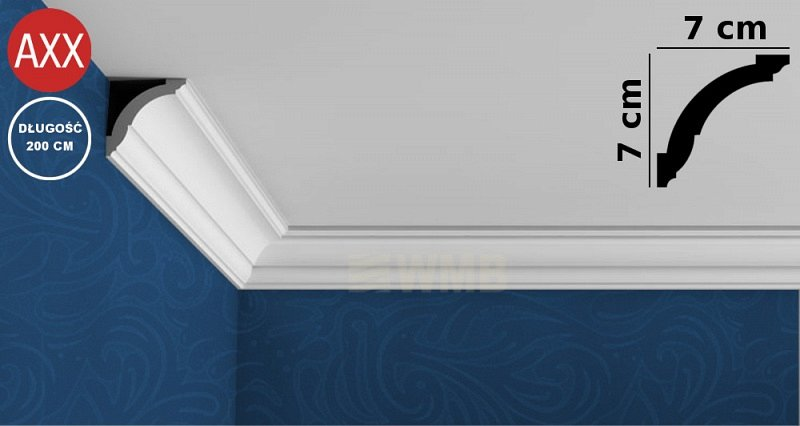 AXX
DŁUGOŚĆ
200 CM
7 cm
7 cm
WMB